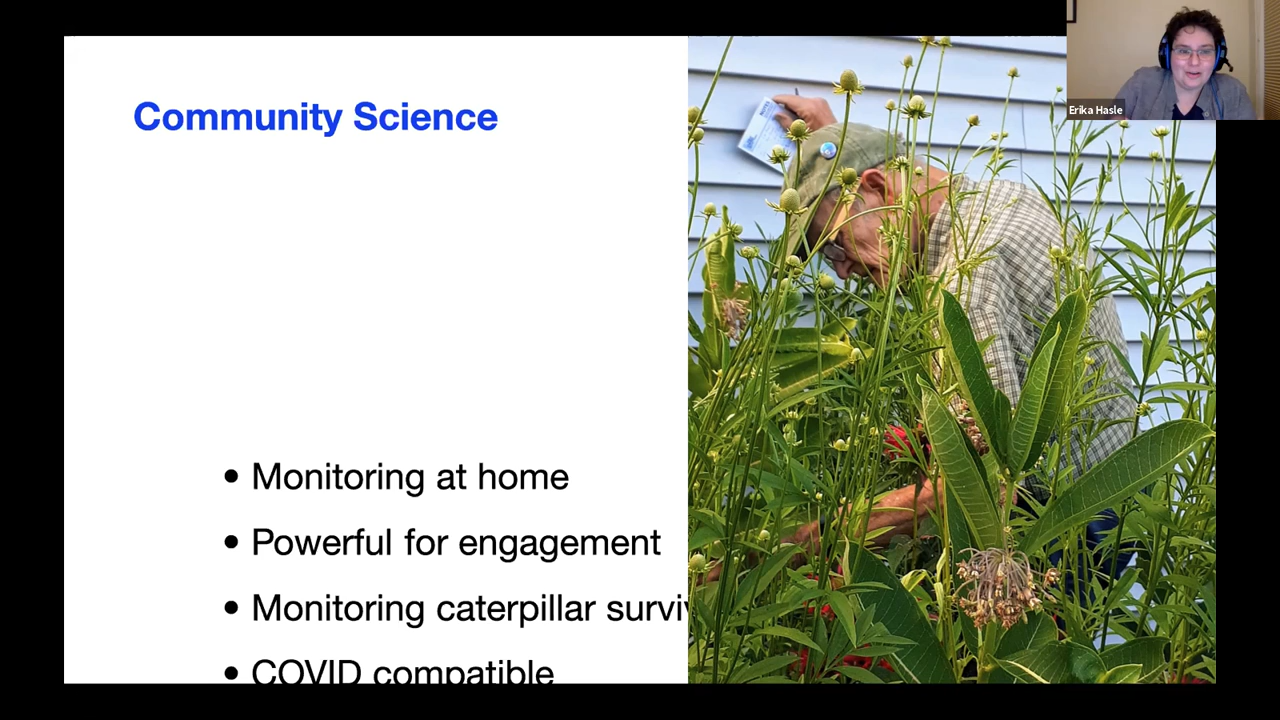 Community Science
Erika Hasle
• Monitoring at home
• Powerful for engagement
• Monitoring caterpillar surviv
• COVID compatible